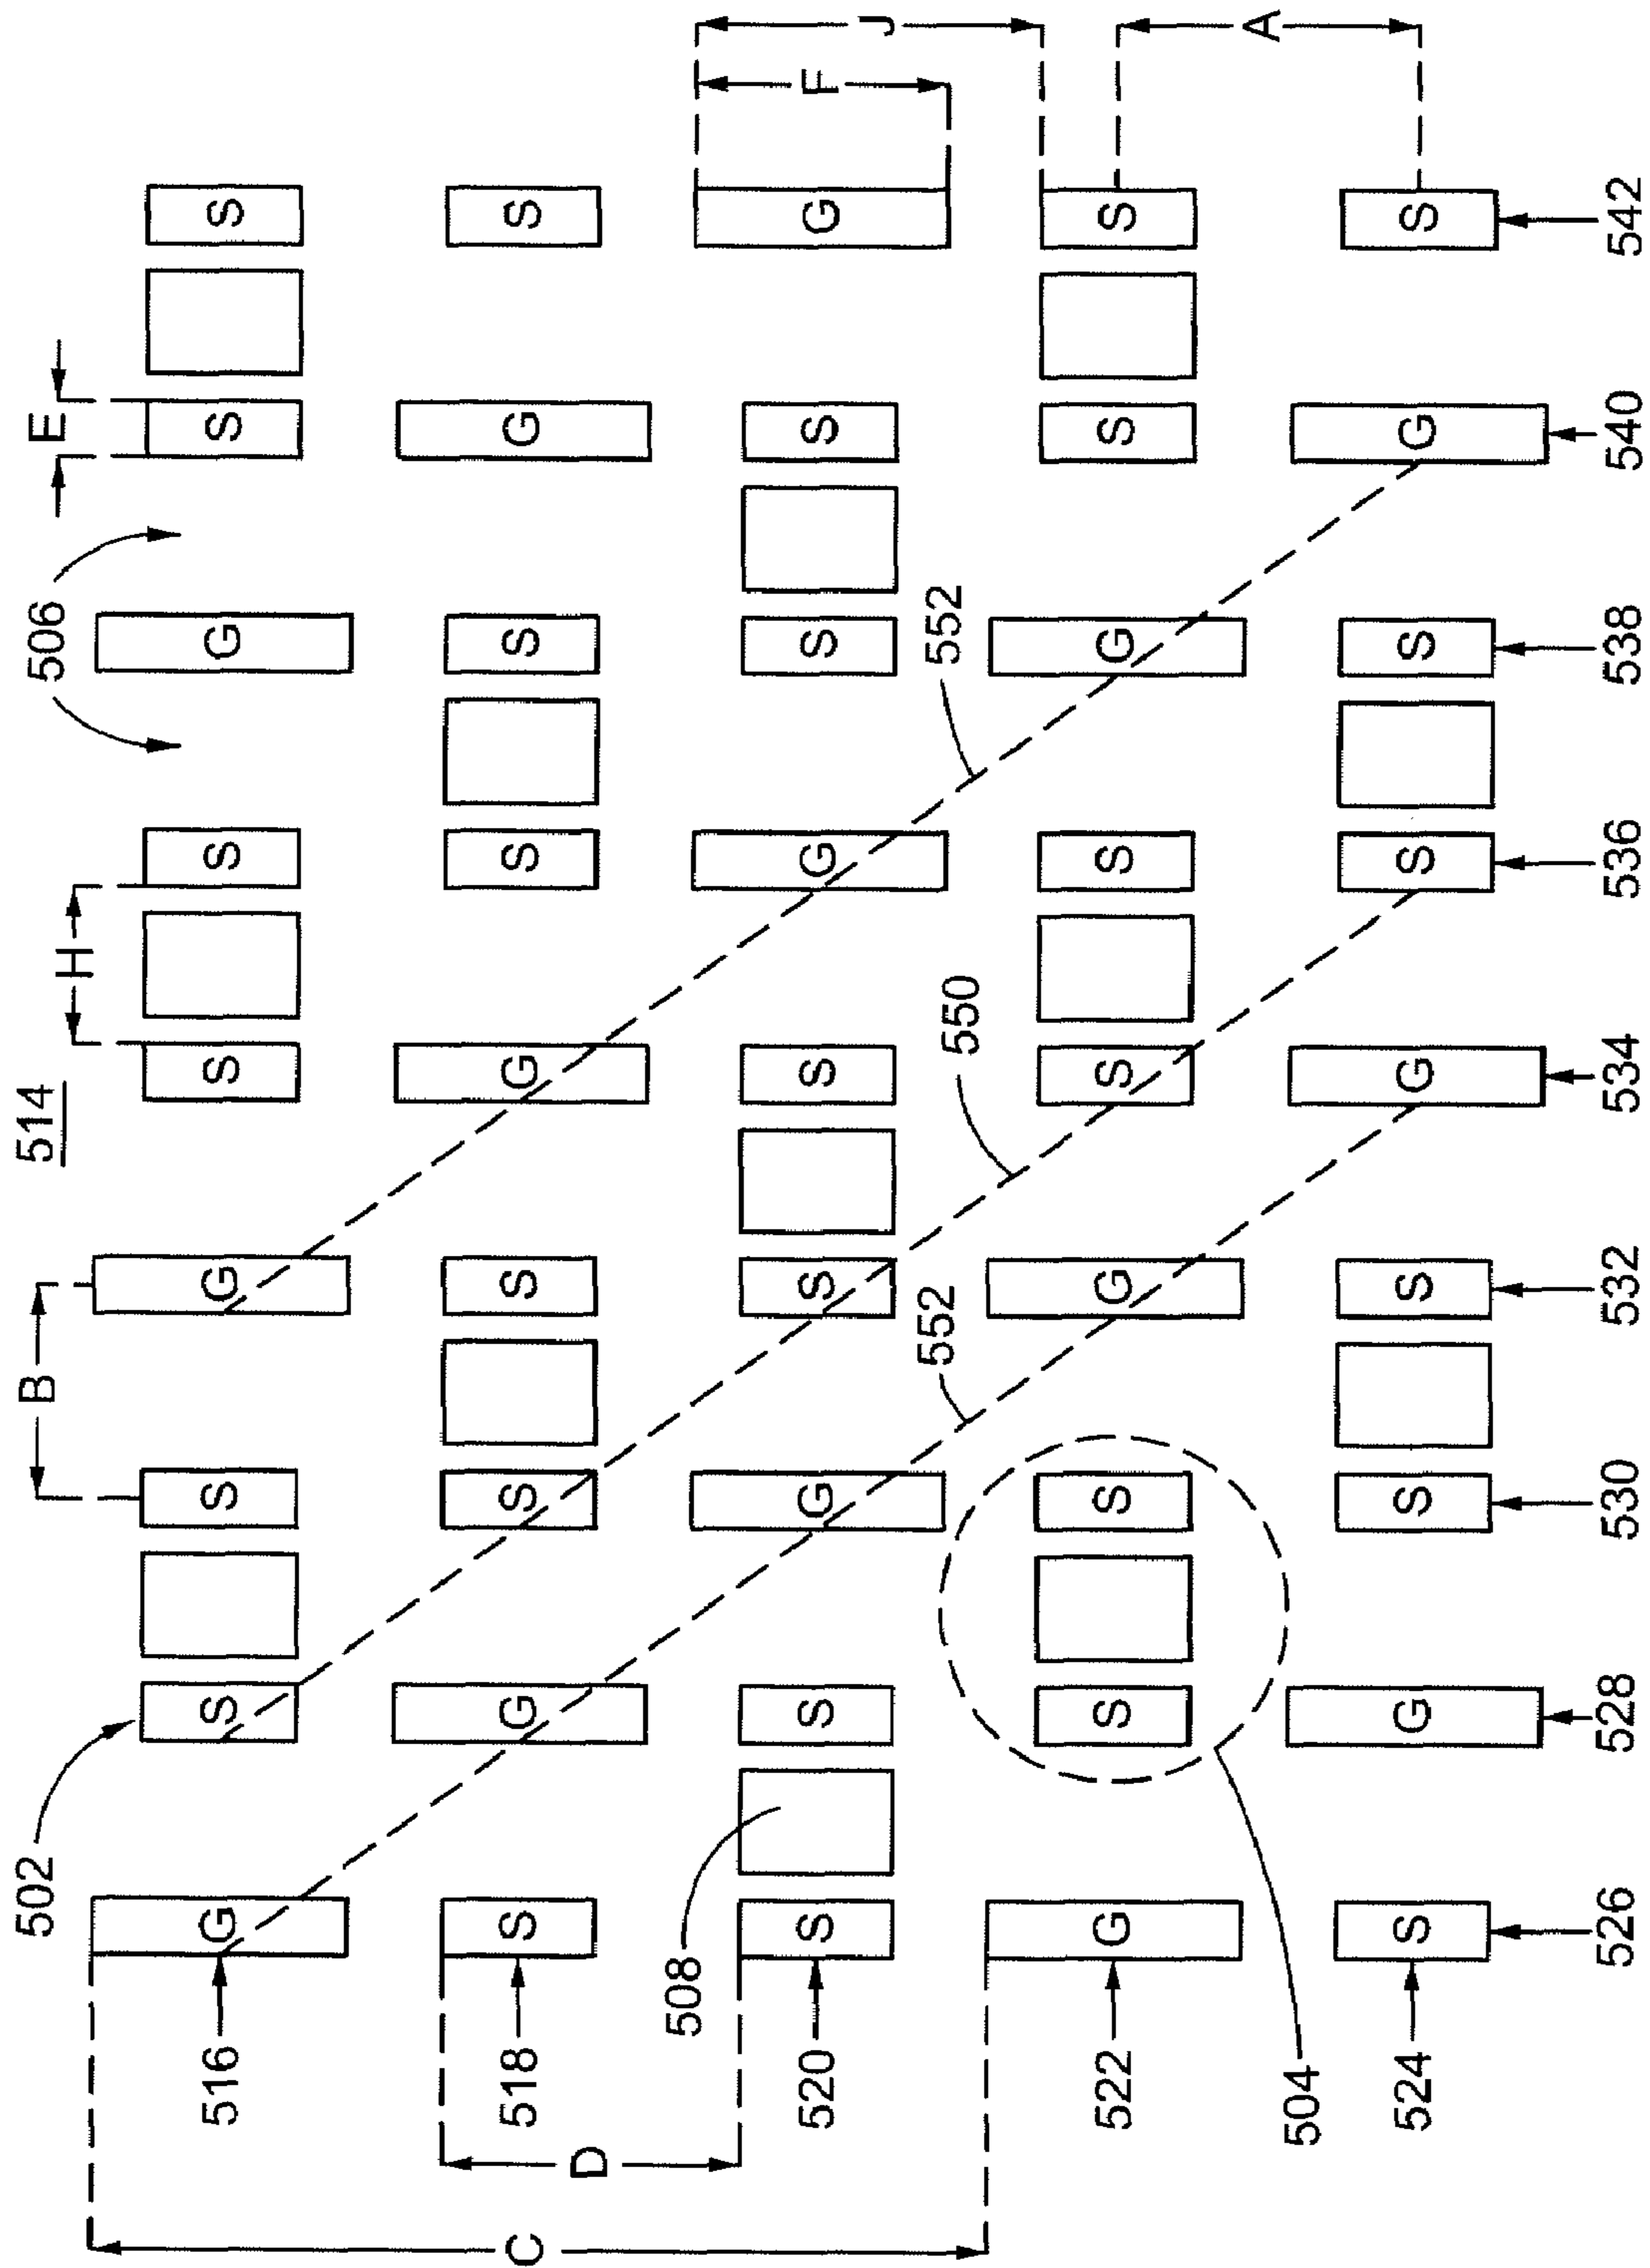 502
B
514
H
506
E
516 G S S G S S G S S
C
518 S G S S G S S G S
D
508
520 S S G S S G S S G
F
J
552
550
552
522 G S S G S S G S S
A
504
524 S G S S G S S G S
526 528 530 532 534 536 538 540 542